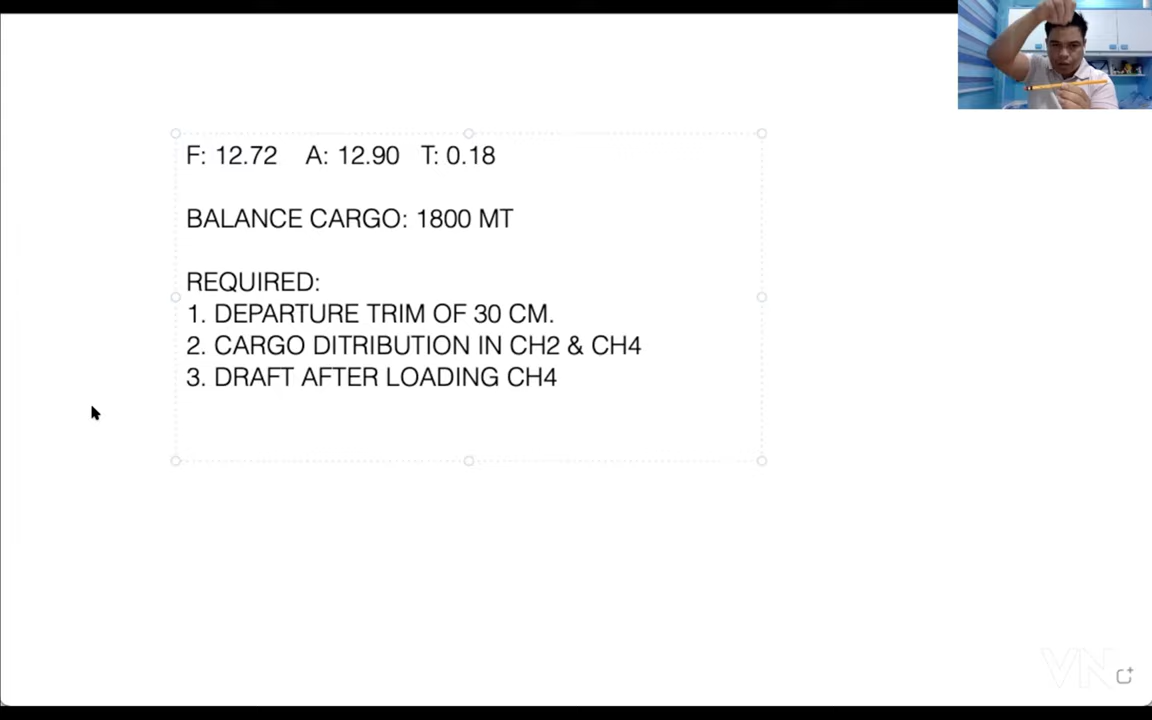 F: 12.72 A: 12.90 T: 0.18
BALANCE CARGO: 1800 MT
REQUIRED:
1. DEPARTURE TRIM OF 30 CM.
2. CARGO DITRIBUTION IN CH2 & CH4
3. DRAFT AFTER LOADING CH4
VN